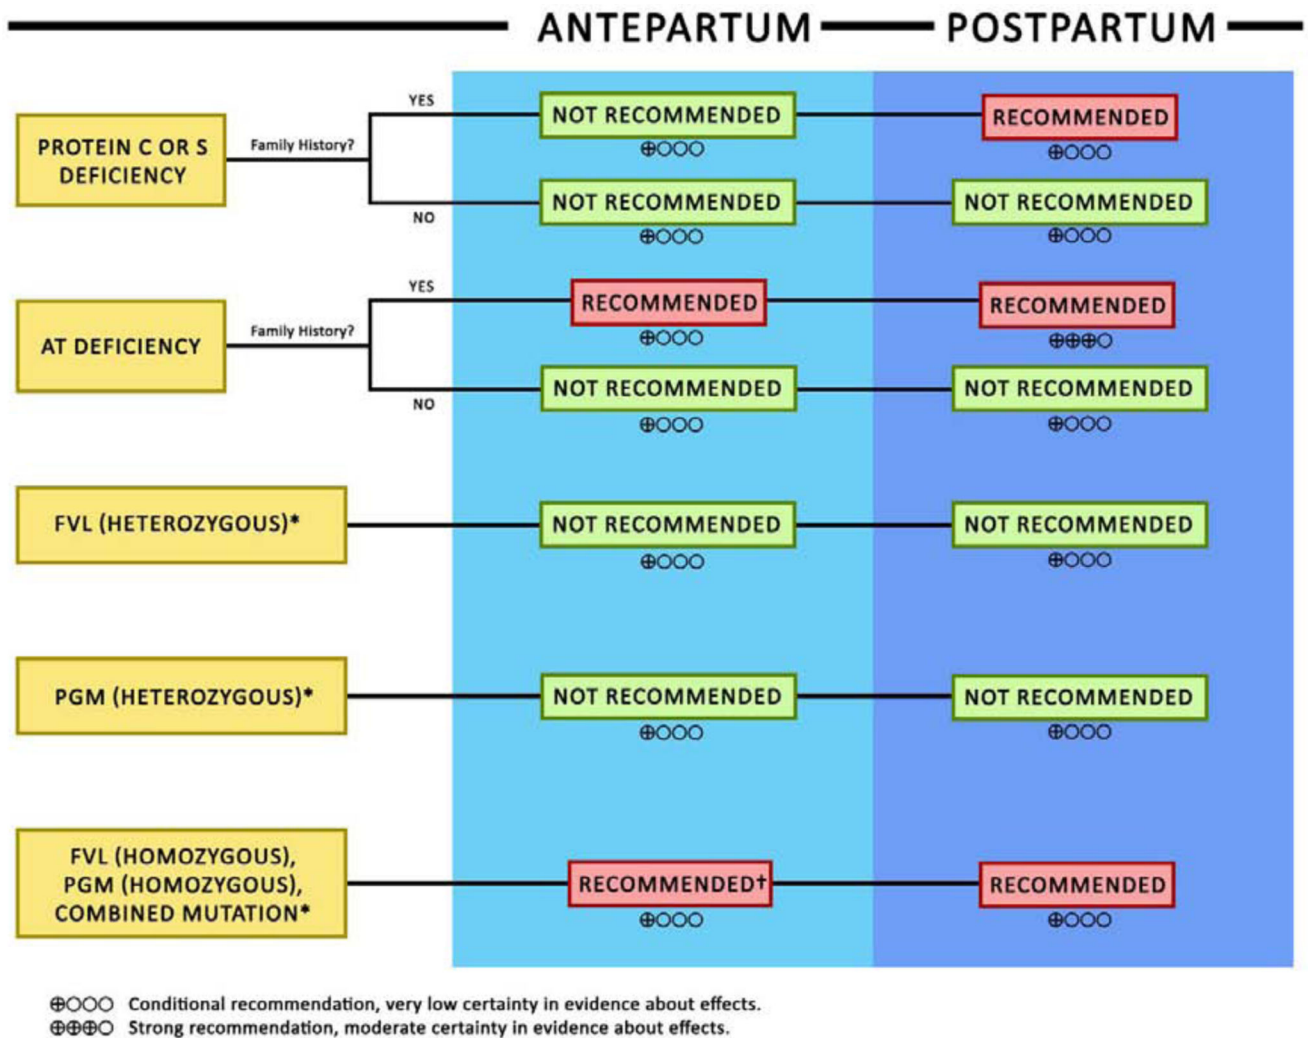 ANTEPARTUM POSTPARTUM
PROTEIN C OR S
DEFICIENCY
Family History?
YES
NOT RECOMMENDED
⊕○○○
RECOMMENDED
⊕○○○
NO
NOT RECOMMENDED
⊕○○○
NOT RECOMMENDED
⊕○○○
AT DEFICIENCY
Family History?
YES
RECOMMENDED
⊕○○○
RECOMMENDED
⊕⊕⊕○
NO
NOT RECOMMENDED
⊕○○○
NOT RECOMMENDED
⊕○○○
FVL (HETEROZYGOUS)*
NOT RECOMMENDED
⊕○○○
NOT RECOMMENDED
⊕○○○
PGM (HETEROZYGOUS)*
NOT RECOMMENDED
⊕○○○
NOT RECOMMENDED
⊕○○○
FVL (HOMOZYGOUS),
PGM (HOMOZYGOUS),
COMBINED MUTATION*
RECOMMENDED†
⊕○○○
RECOMMENDED
⊕○○○
⊕○○○ Conditional recommendation, very low certainty in evidence about effects.
⊕⊕⊕○ Strong recommendation, moderate certainty in evidence about effects.